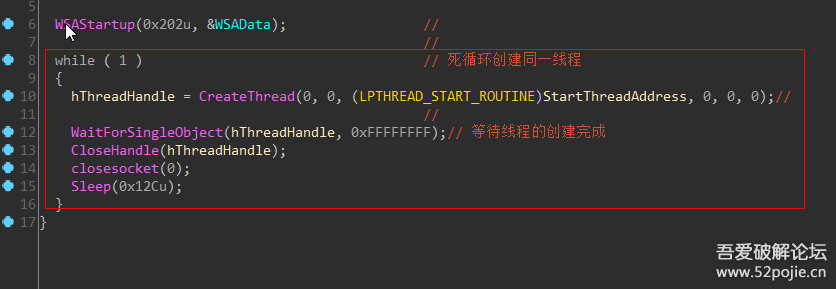 5
6 WSAStartup(0x202u, &WSAData); //
7 //
8 while ( 1 ) // 死循环创建同一线程
9 {
10 hThreadHandle = CreateThread(0, 0, (LPTHREAD_START_ROUTINE)StartThreadAddress, 0, 0, 0);//
11 //
12 WaitForSingleObject(hThreadHandle, 0xFFFFFFFF);// 等待线程的创建完成
13 CloseHandle(hThreadHandle);
14 closesocket(0);
15 Sleep(0x12Cu);
16 }
17 }
吾爱破解论坛
www.52pojie.cn